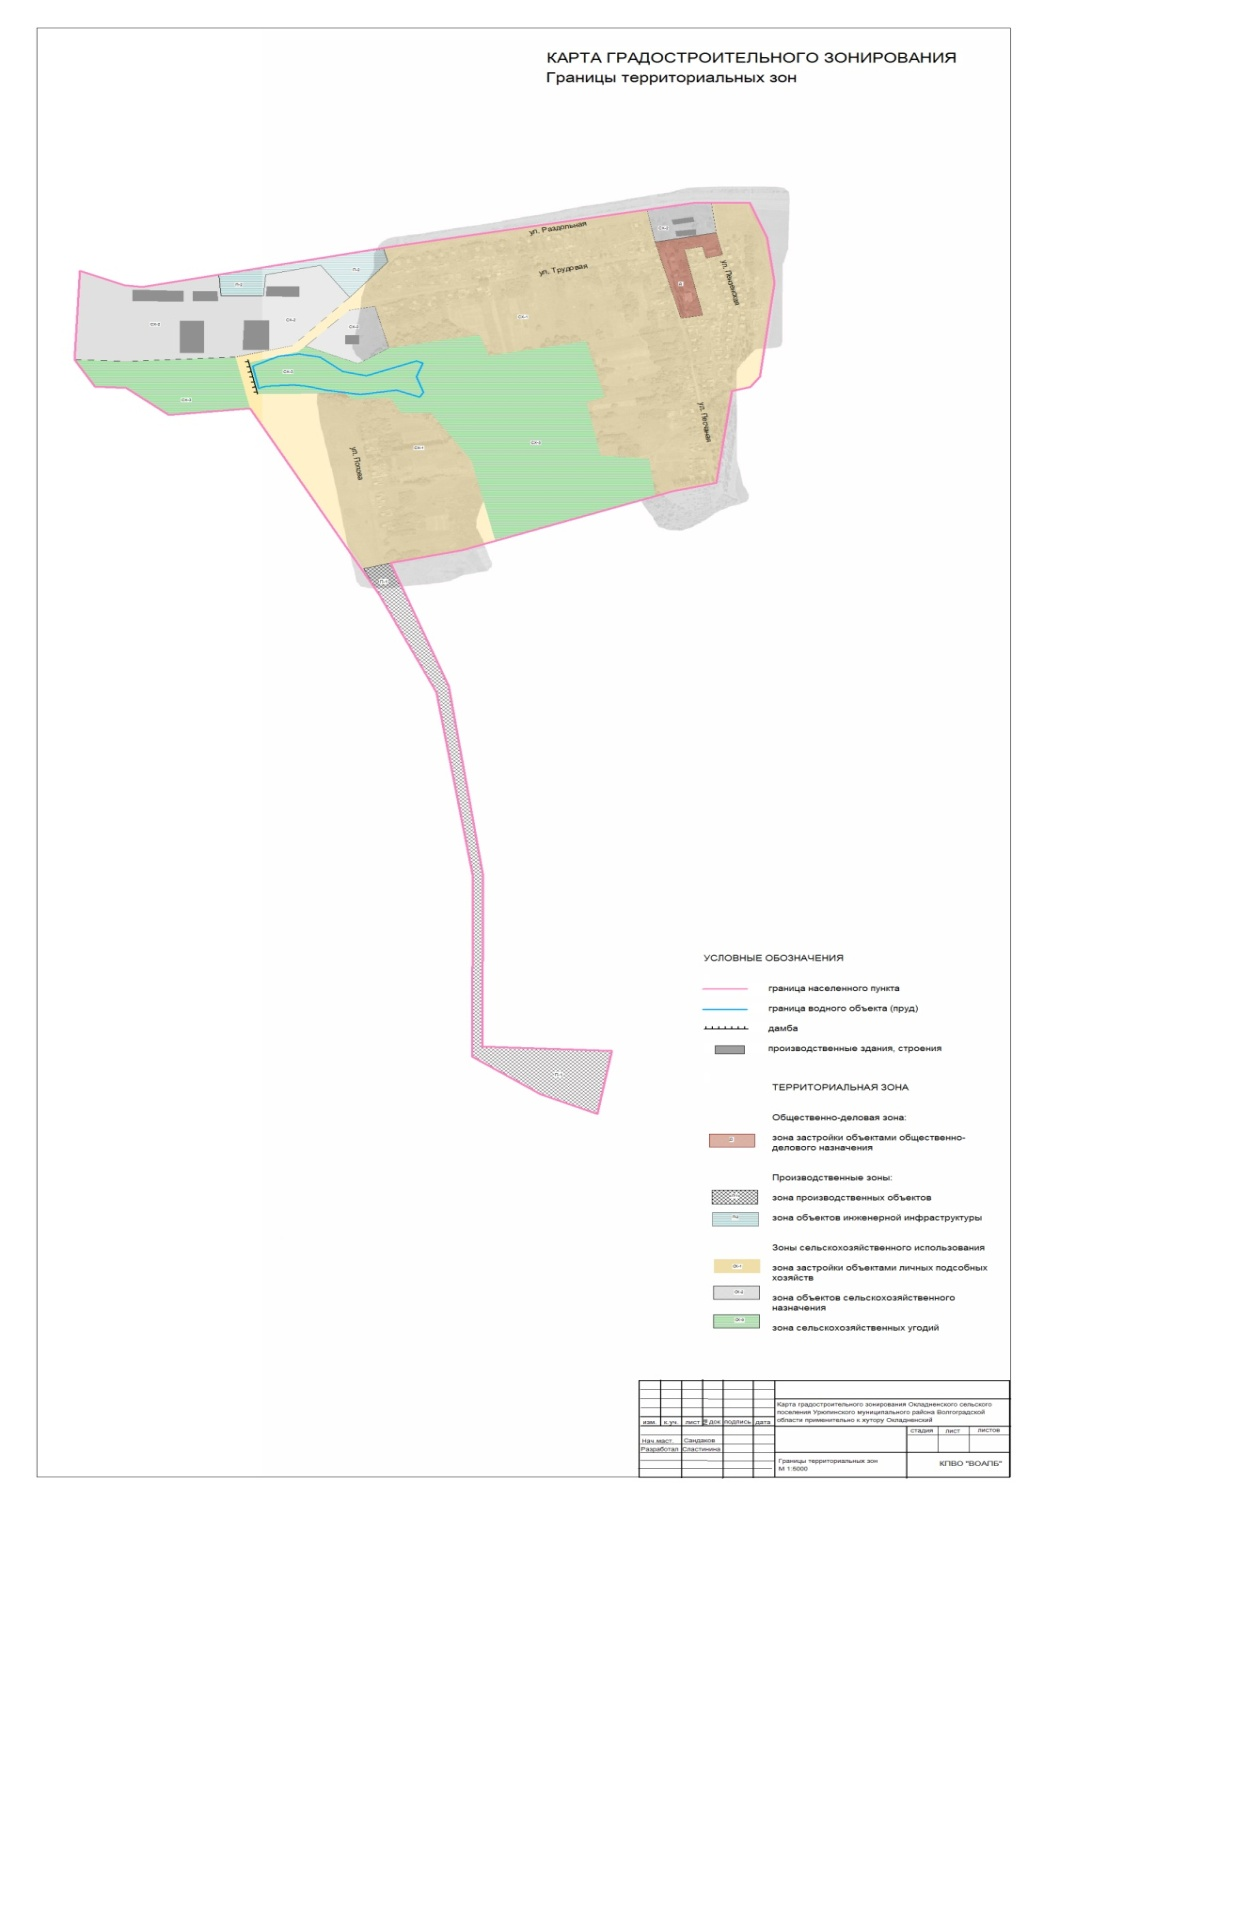 КАРТА ГРАДОСТРОИТЕЛЬНОГО ЗОНИРОВАНИЯ
Границы территориальных зон
ул. Раздольная
ул. Трудовая
ул. Песчаная
ул. Попова
УСЛОВНЫЕ ОБОЗНАЧЕНИЯ
граница населенного пункта
граница водного объекта (пруд)
дамба
производственные здания, строения
ТЕРРИТОРИАЛЬНАЯ ЗОНА
Общественно-деловая зона:
зона застройки объектами общественно-
делового назначения
Производственные зоны:
зона производственных объектов
зона объектов инженерной инфраструктуры
Зоны сельскохозяйственного использования
зона застройки объектами личных подсобных
хозяйств
зона объектов сельскохозяйственного
назначения
зона сельскохозяйственных угодий
Карта градостроительного зонирования Окладненского сельского
поселения Урюпинского муниципального района Волгоградской
области применительно к хутору Окладненский
изм. к.уч. лист № док подпись дата
стадия лист листов
Нач.маст. Сандаков
Разработал Сластинина
Границы территориальных зон
М 1:5000
КПВО "ВОАПБ"